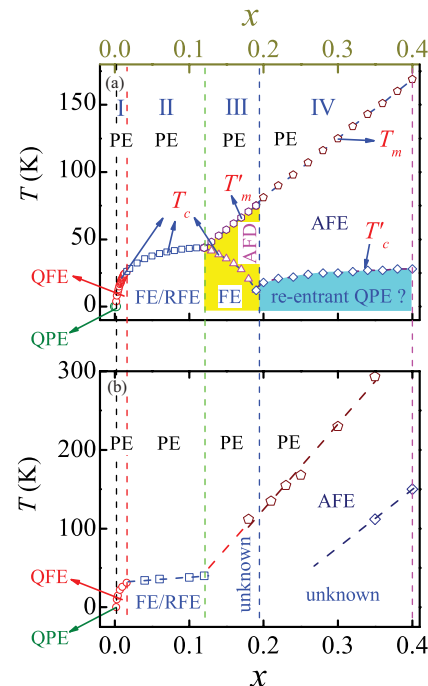 x
0.0 0.1 0.2 0.3 0.4
(a)
I II III IV
PE PE PE PE
150
100
50
0
T (K)
T_m
T'_m
T_c
AFE
AFD
T'_c
QFE
FE/RFE
FE
re-entrant QPE ?
QPE
300
200
100
0
T (K)
(b)
PE PE PE PE
AFE
QFE
FE/RFE
unknown
unknown
QPE
0.0 0.1 0.2 0.3 0.4
x